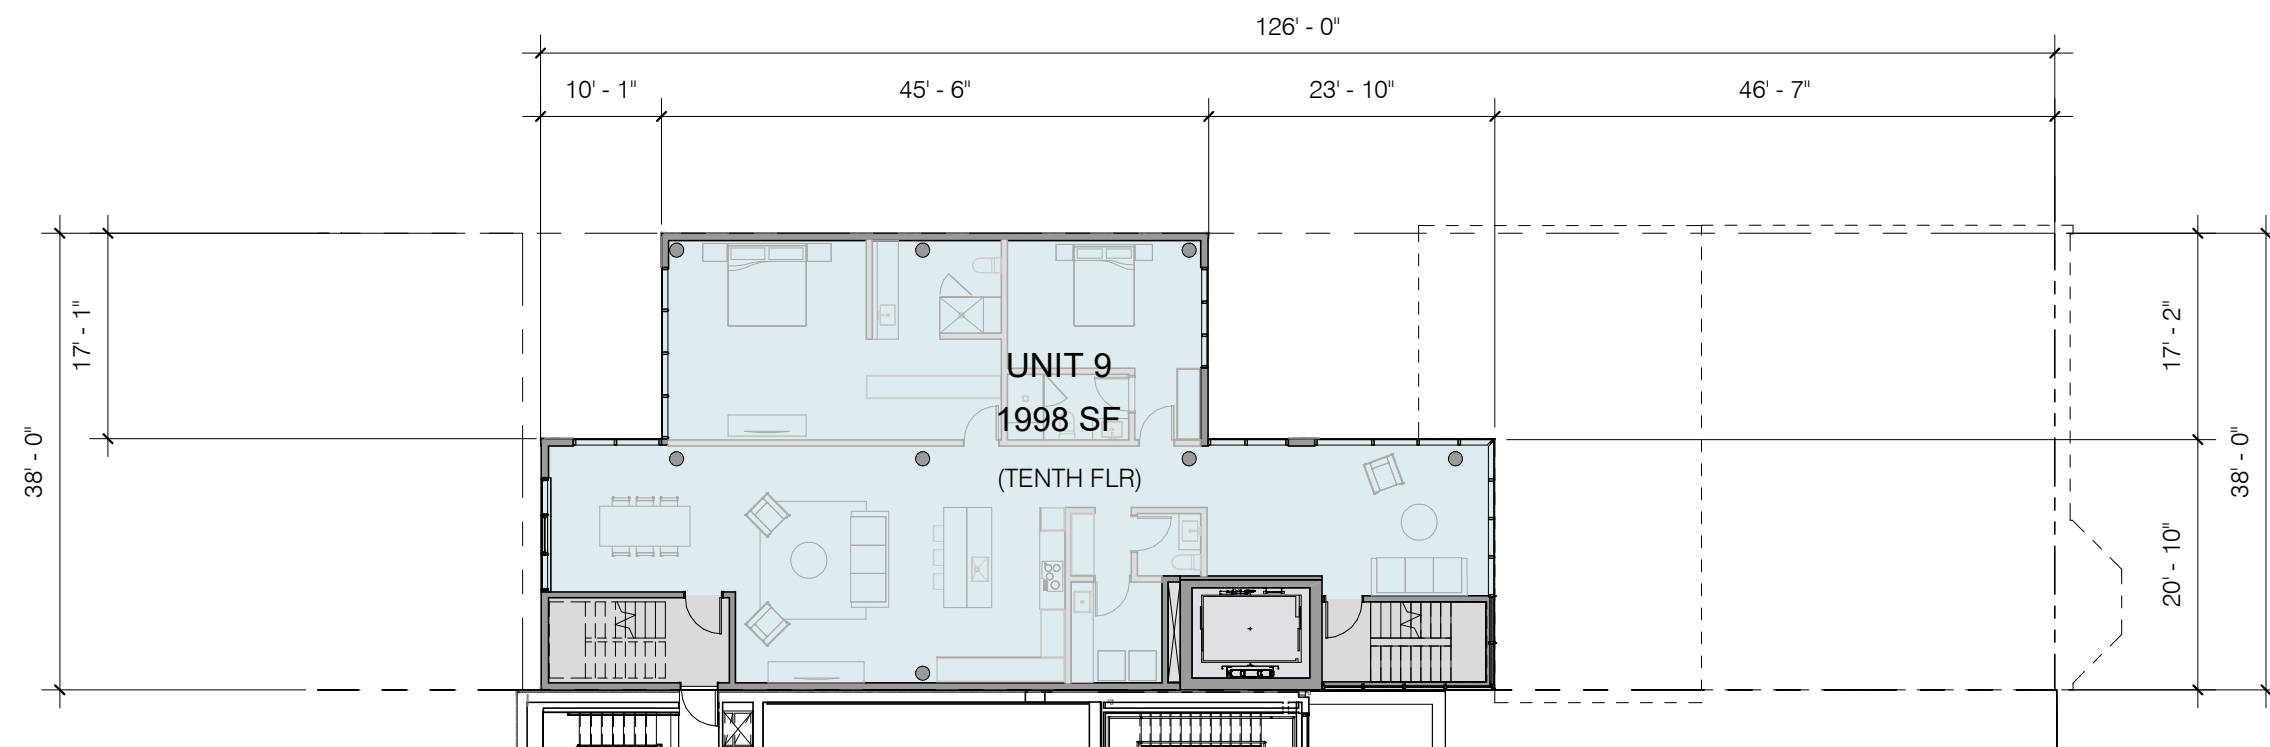 126' - 0"
10' - 1"
45' - 6"
23' - 10"
46' - 7"
17' - 1"
38' - 0"
17' - 2"
38' - 0"
20' - 10"
UNIT 9
1998 SF
(TENTH FLR)